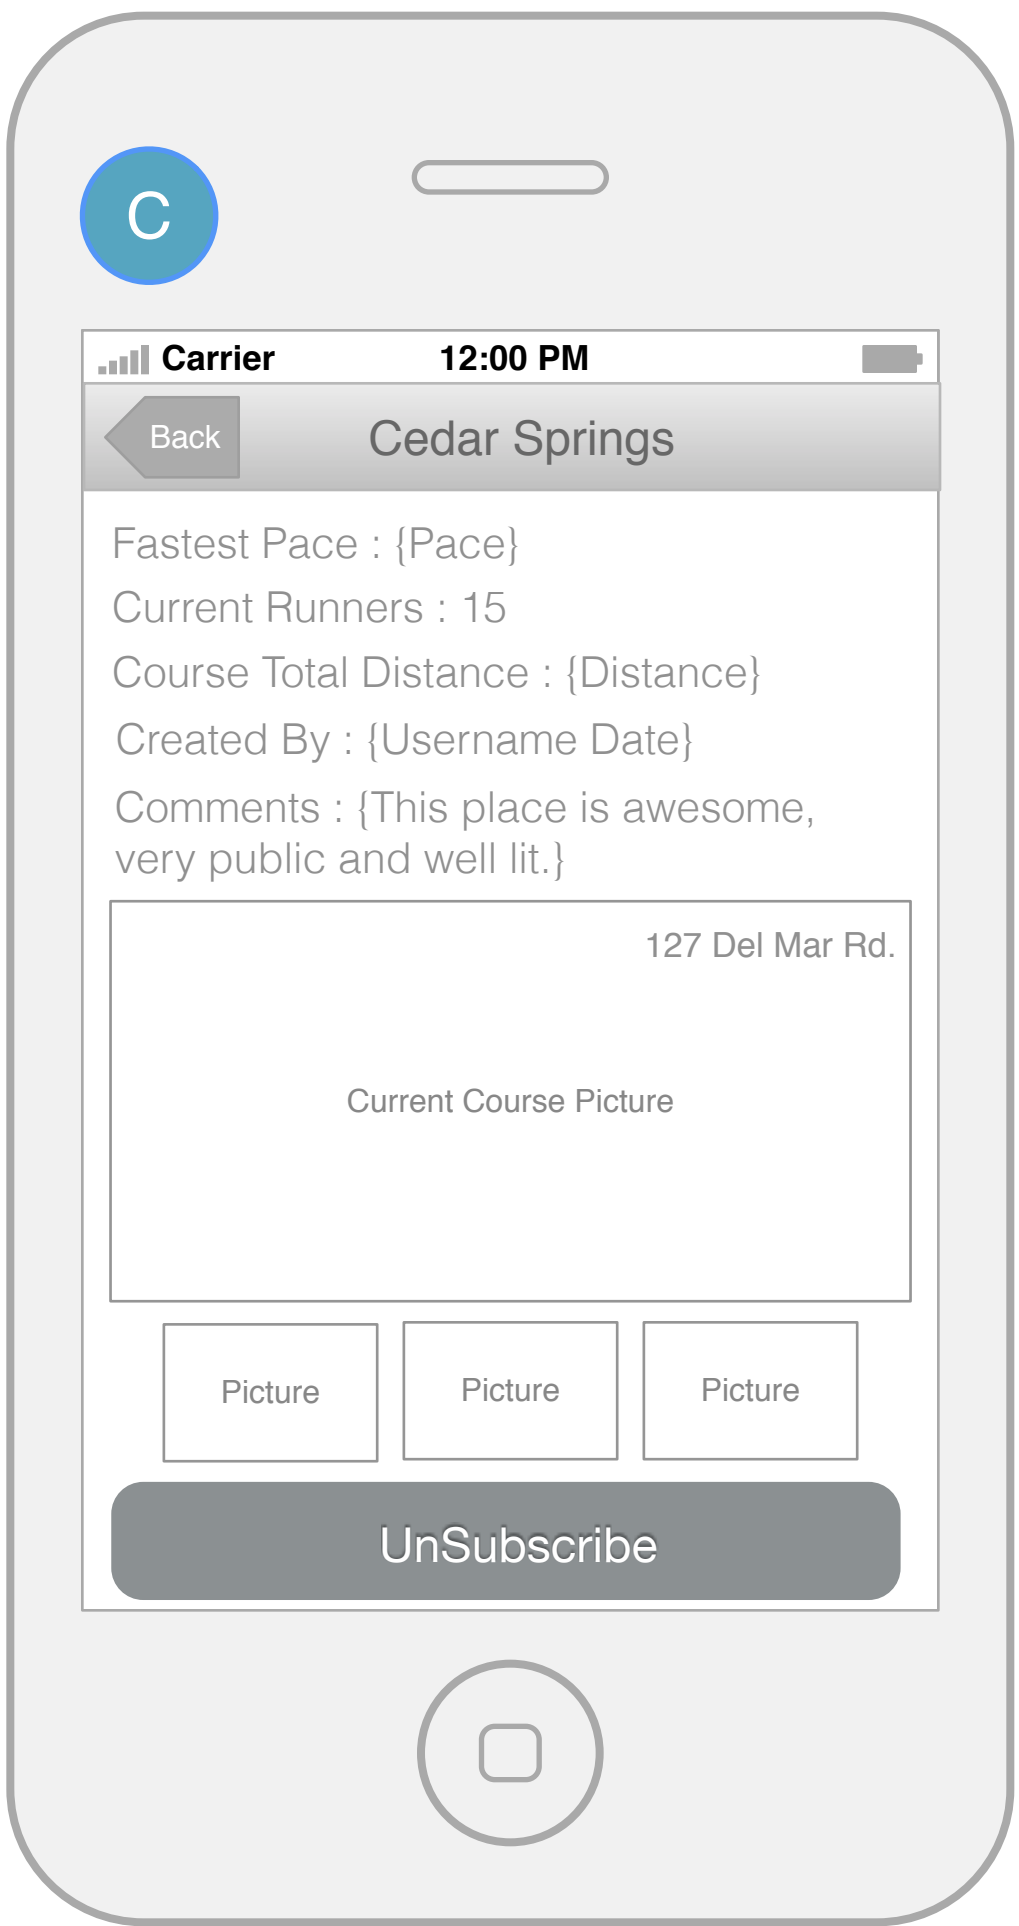 C
Carrier 12:00 PM
Back Cedar Springs
Fastest Pace : {Pace}
Current Runners : 15
Course Total Distance : {Distance}
Created By : {Username Date}
Comments : {This place is awesome,
very public and well lit.}
127 Del Mar Rd.
Current Course Picture
Picture Picture Picture
UnSubscribe